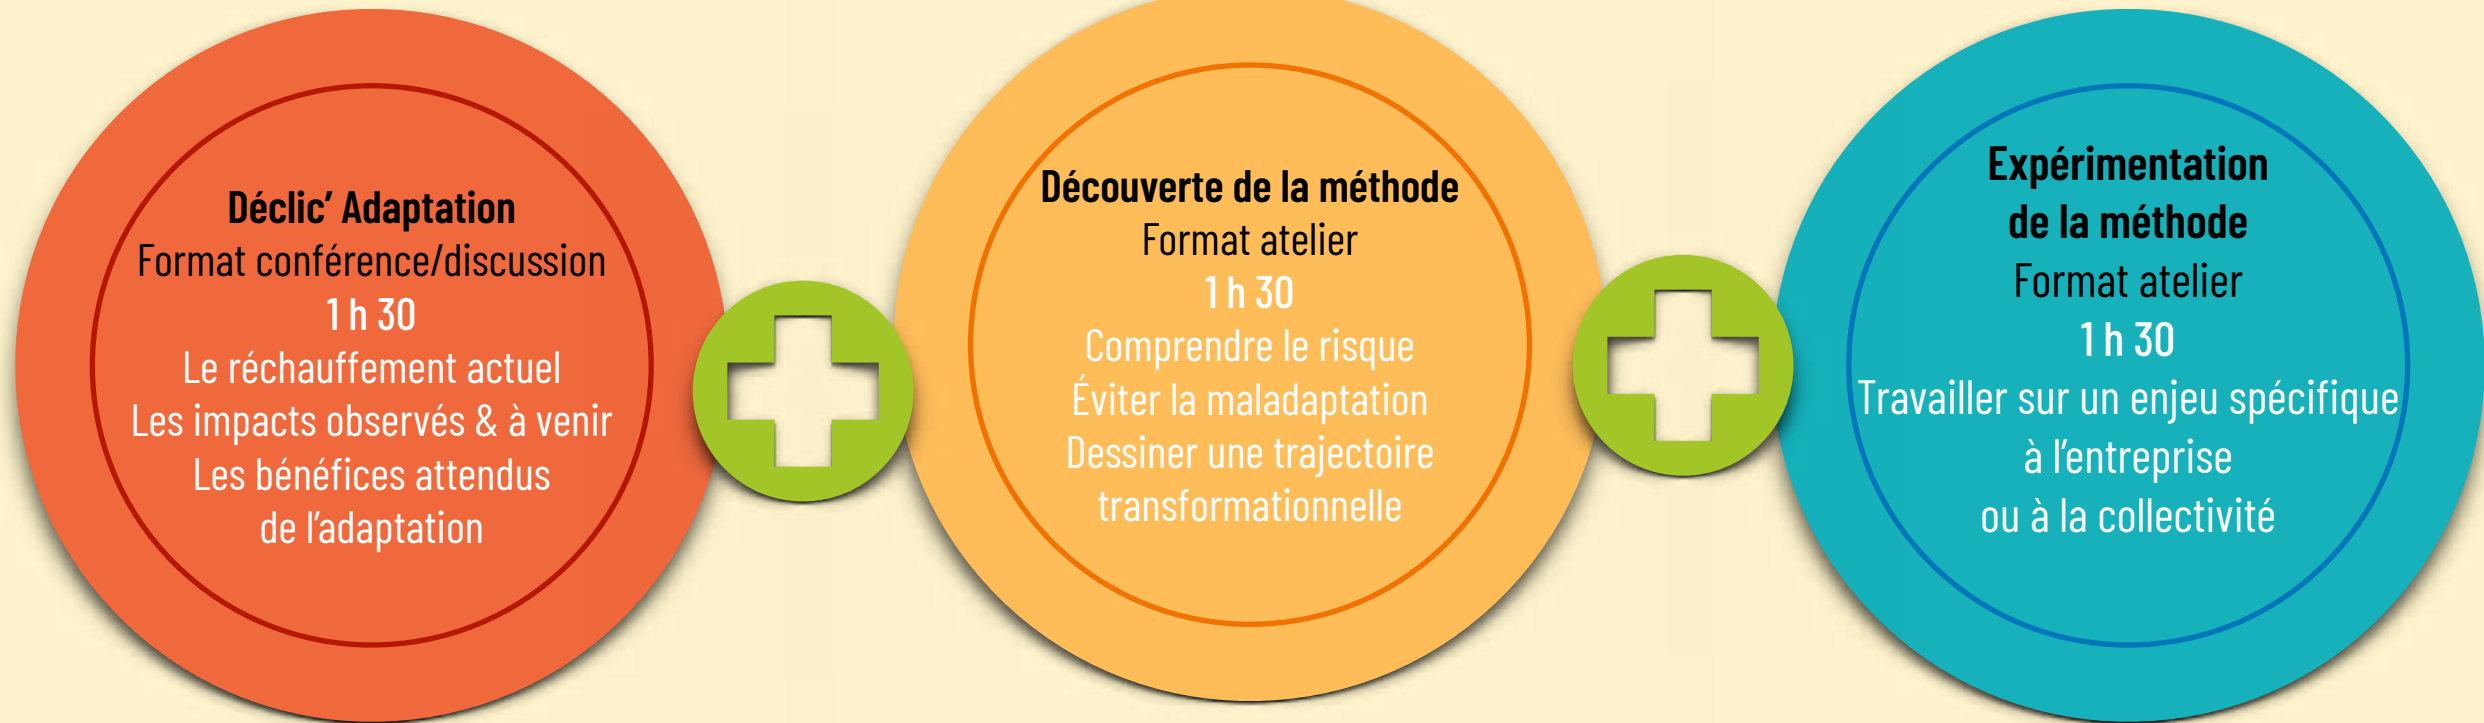 Déclic’ Adaptation
Format conférence/discussion
1 h 30
Le réchauffement actuel
Les impacts observés & à venir
Les bénéfices attendus
de l’adaptation
Découverte de la méthode
Format atelier
1 h 30
Comprendre le risque
Éviter la maladaptation
Dessiner une trajectoire
transformationnelle
Expérimentation
de la méthode
Format atelier
1 h 30
Travailler sur un enjeu spécifique
à l’entreprise
ou à la collectivité